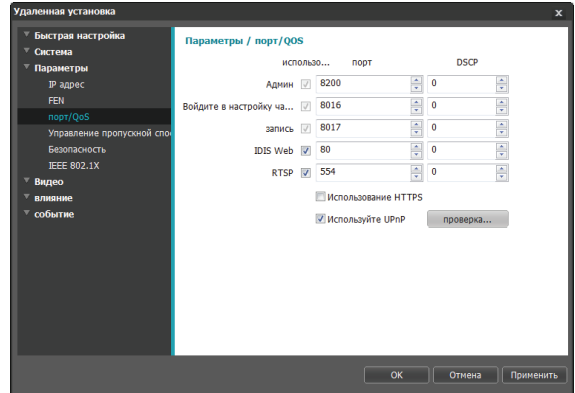 Удаленная установка
x
Быстрая настройка
Система
Параметры
IP адрес
FEN
порт/QoS
Управление пропускной спо
Безопасность
IEEE 802.1X
Видео
влияние
событие
Параметры / порт/QOS
использо... порт DSCP
Админ 8200 0
Войдите в настройку ча... 8016 0
запись 8017 0
IDIS Web 80 0
RTSP 554 0
Использование HTTPS
Используйте UPnP проверка...
OK Отмена Применить